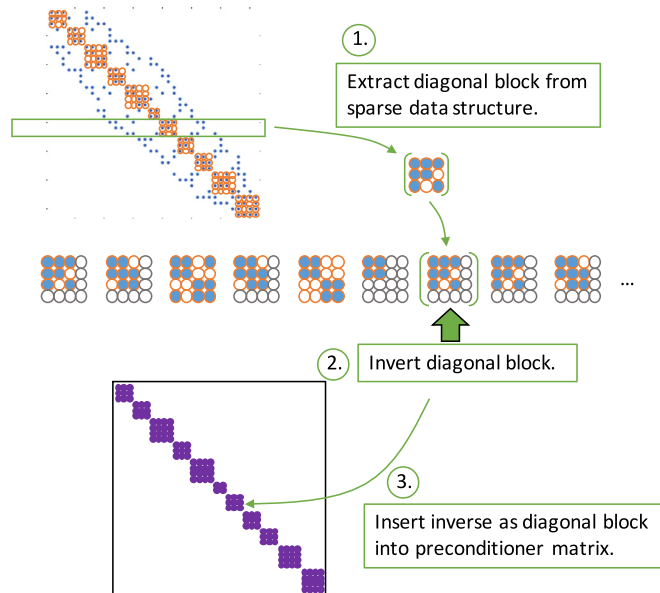 1.
Extract diagonal block from
sparse data structure.
...
2.
Invert diagonal block.
3.
Insert inverse as diagonal block
into preconditioner matrix.